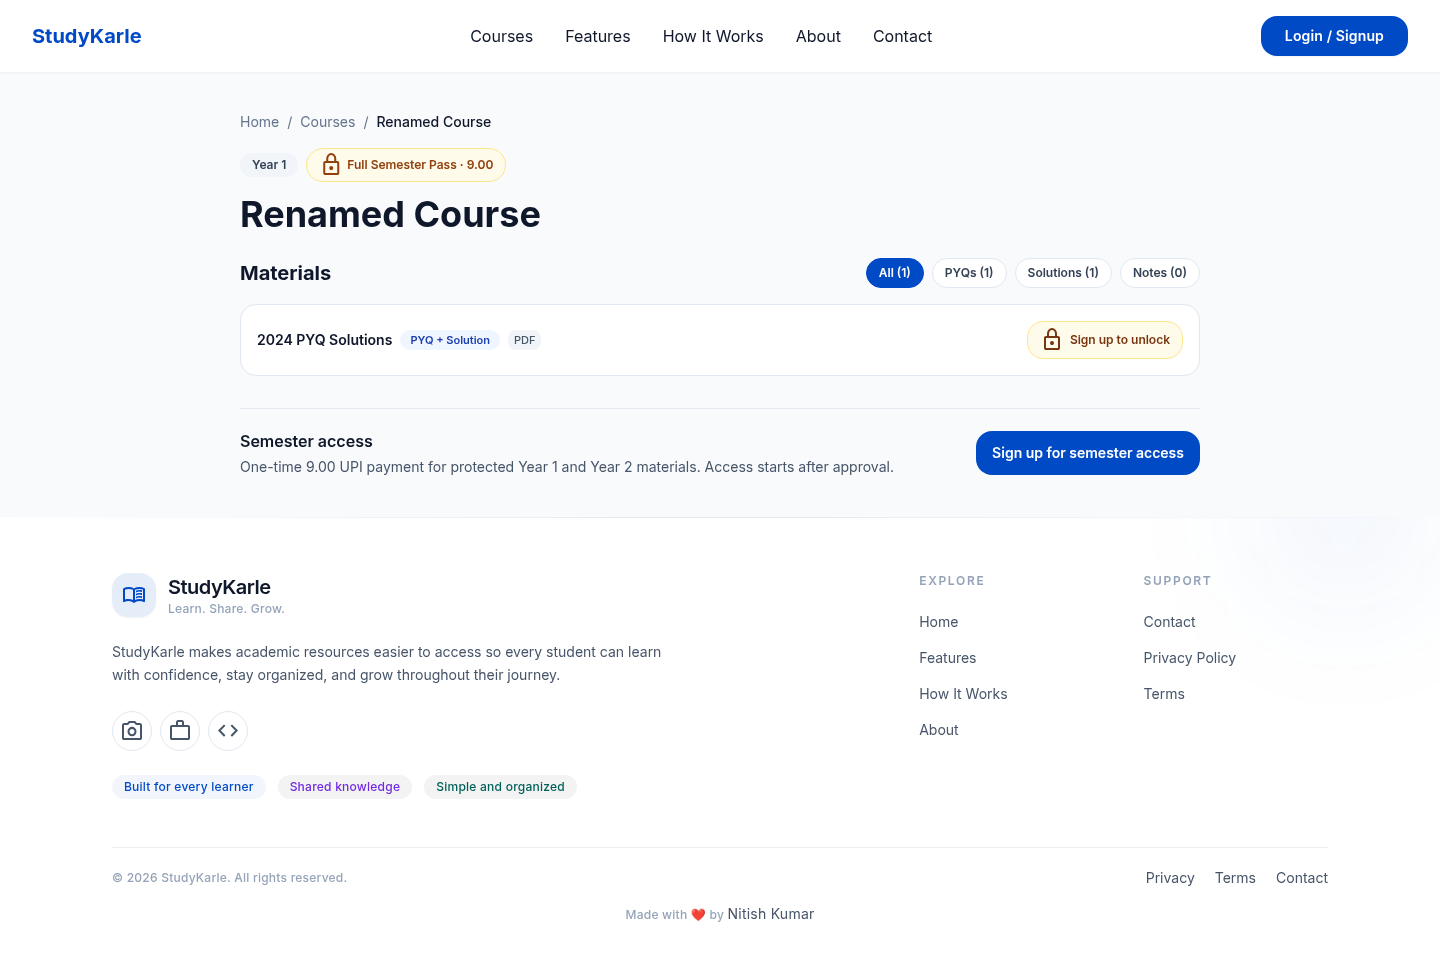 StudyKarle
Courses
Features
How It Works
About
Contact
Login / Signup
Home / Courses / Renamed Course
Year 1
Full Semester Pass · 9.00
Renamed Course
Materials
All (1)
PYQs (1)
Solutions (1)
Notes (0)
2024 PYQ Solutions
PYQ + Solution
PDF
Sign up to unlock
Semester access
One-time 9.00 UPI payment for protected Year 1 and Year 2 materials. Access starts after approval.
Sign up for semester access
StudyKarle
Learn. Share. Grow.
StudyKarle makes academic resources easier to access so every student can learn
with confidence, stay organized, and grow throughout their journey.
Built for every learner
Shared knowledge
Simple and organized
EXPLORE
Home
Features
How It Works
About
SUPPORT
Contact
Privacy Policy
Terms
© 2026 StudyKarle. All rights reserved.
Privacy
Terms
Contact
Made with ❤️ by Nitish Kumar